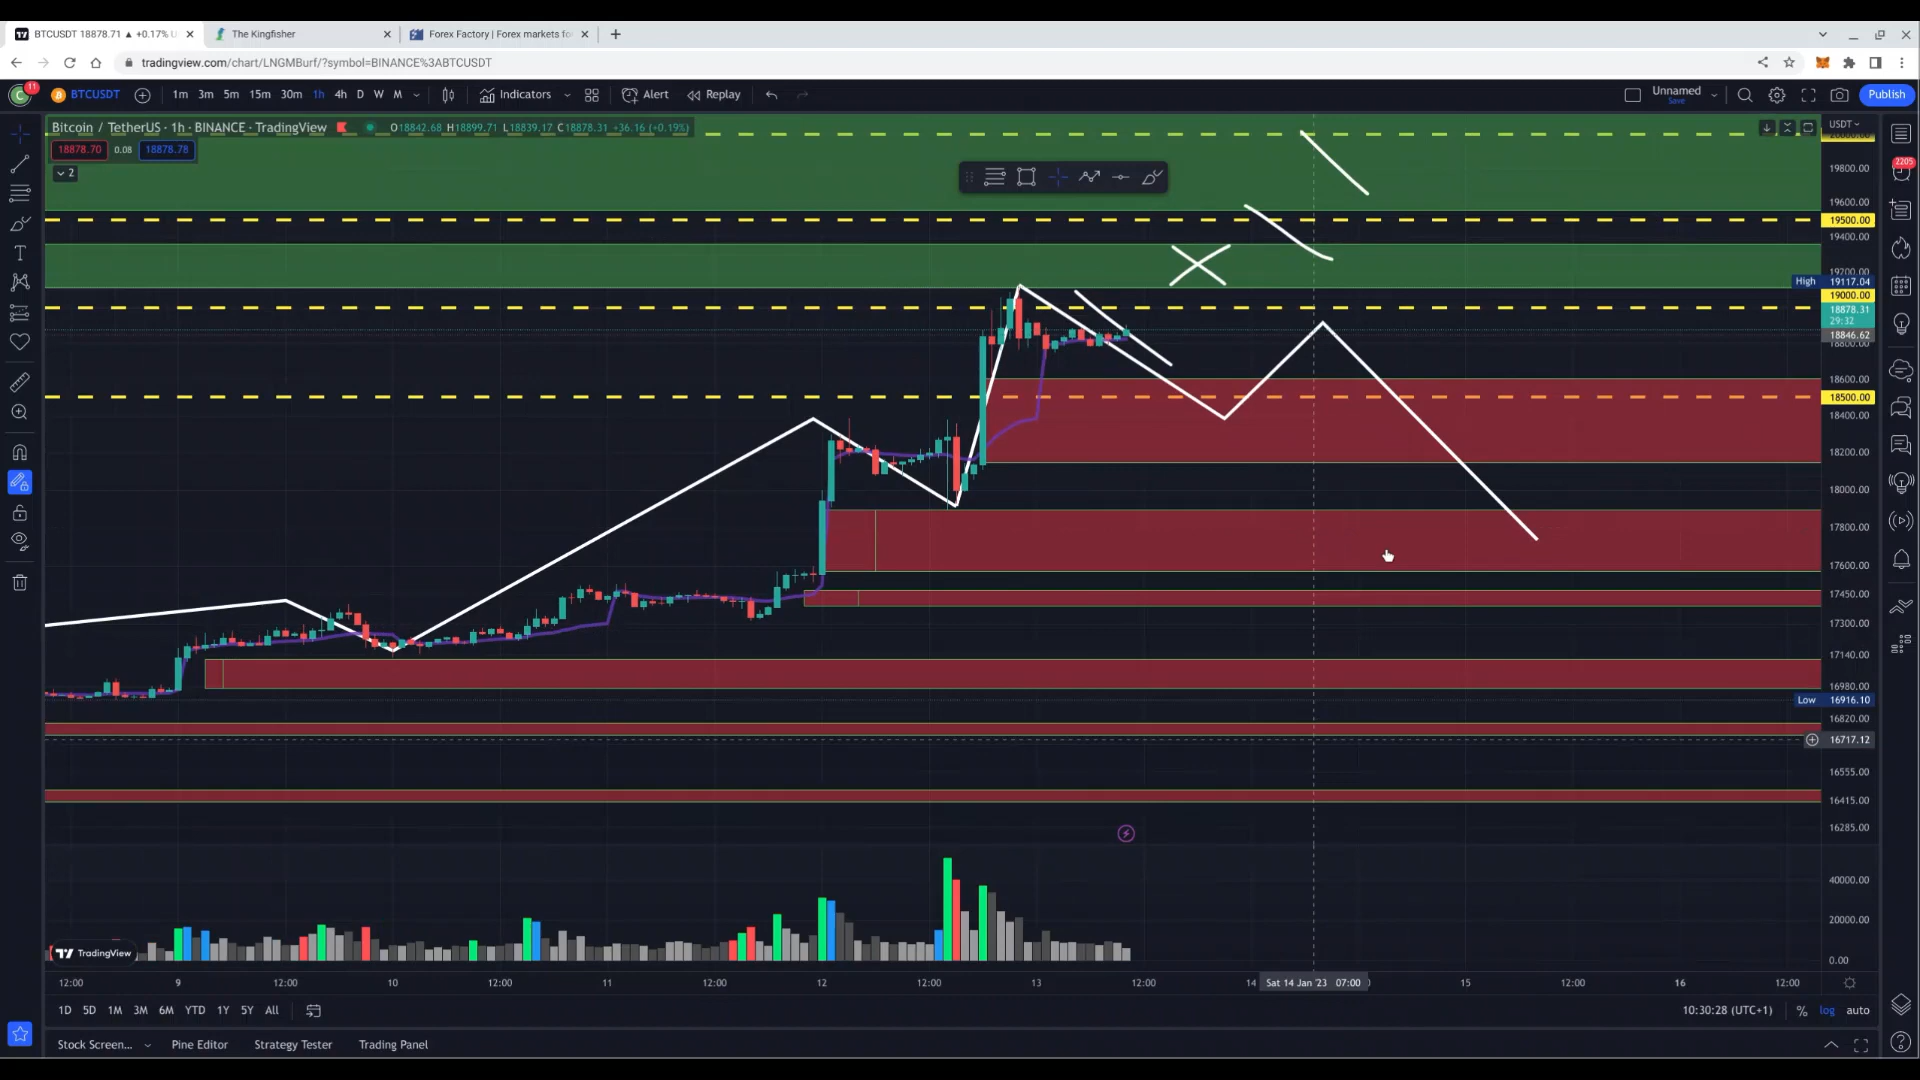 BTCUSDT 18878.71 ▲ +0.17% U
The Kingfisher
Forex Factory | Forex markets fo
tradingview.com/chart/LNGMBurf/?symbol=BINANCE%3ABTCUSDT
C 11 BTCUSDT 1m 3m 5m 15m 30m 1h 4h D W M Indicators Alert Replay Unnamed Save Publish
Bitcoin / TetherUS · 1h · BINANCE · TradingView O18842.68 H18899.71 L18839.17 C18878.31 +36.16 (+0.19%)
USDT
18878.70 0.08 18878.78
2
19800.00
2205
19600.00
19500.00
19400.00
19200.00
High 19117.04
19000.00
18878.31
29:32
18846.62
18800.00
18600.00
18500.00
18400.00
18200.00
18000.00
17800.00
17600.00
17450.00
17300.00
17140.00
16980.00
Low 16916.10
16820.00
16717.12
16555.00
16415.00
16285.00
40000.00
20000.00
0.00
TradingView
12:00 9 12:00 10 12:00 11 12:00 12 12:00 13 12:00 14 Sat 14 Jan '23 07:00 15 12:00 16 12:00
1D 5D 1M 3M 6M YTD 1Y 5Y All 10:30:28 (UTC+1) % log auto
Stock Screen... Pine Editor Strategy Tester Trading Panel